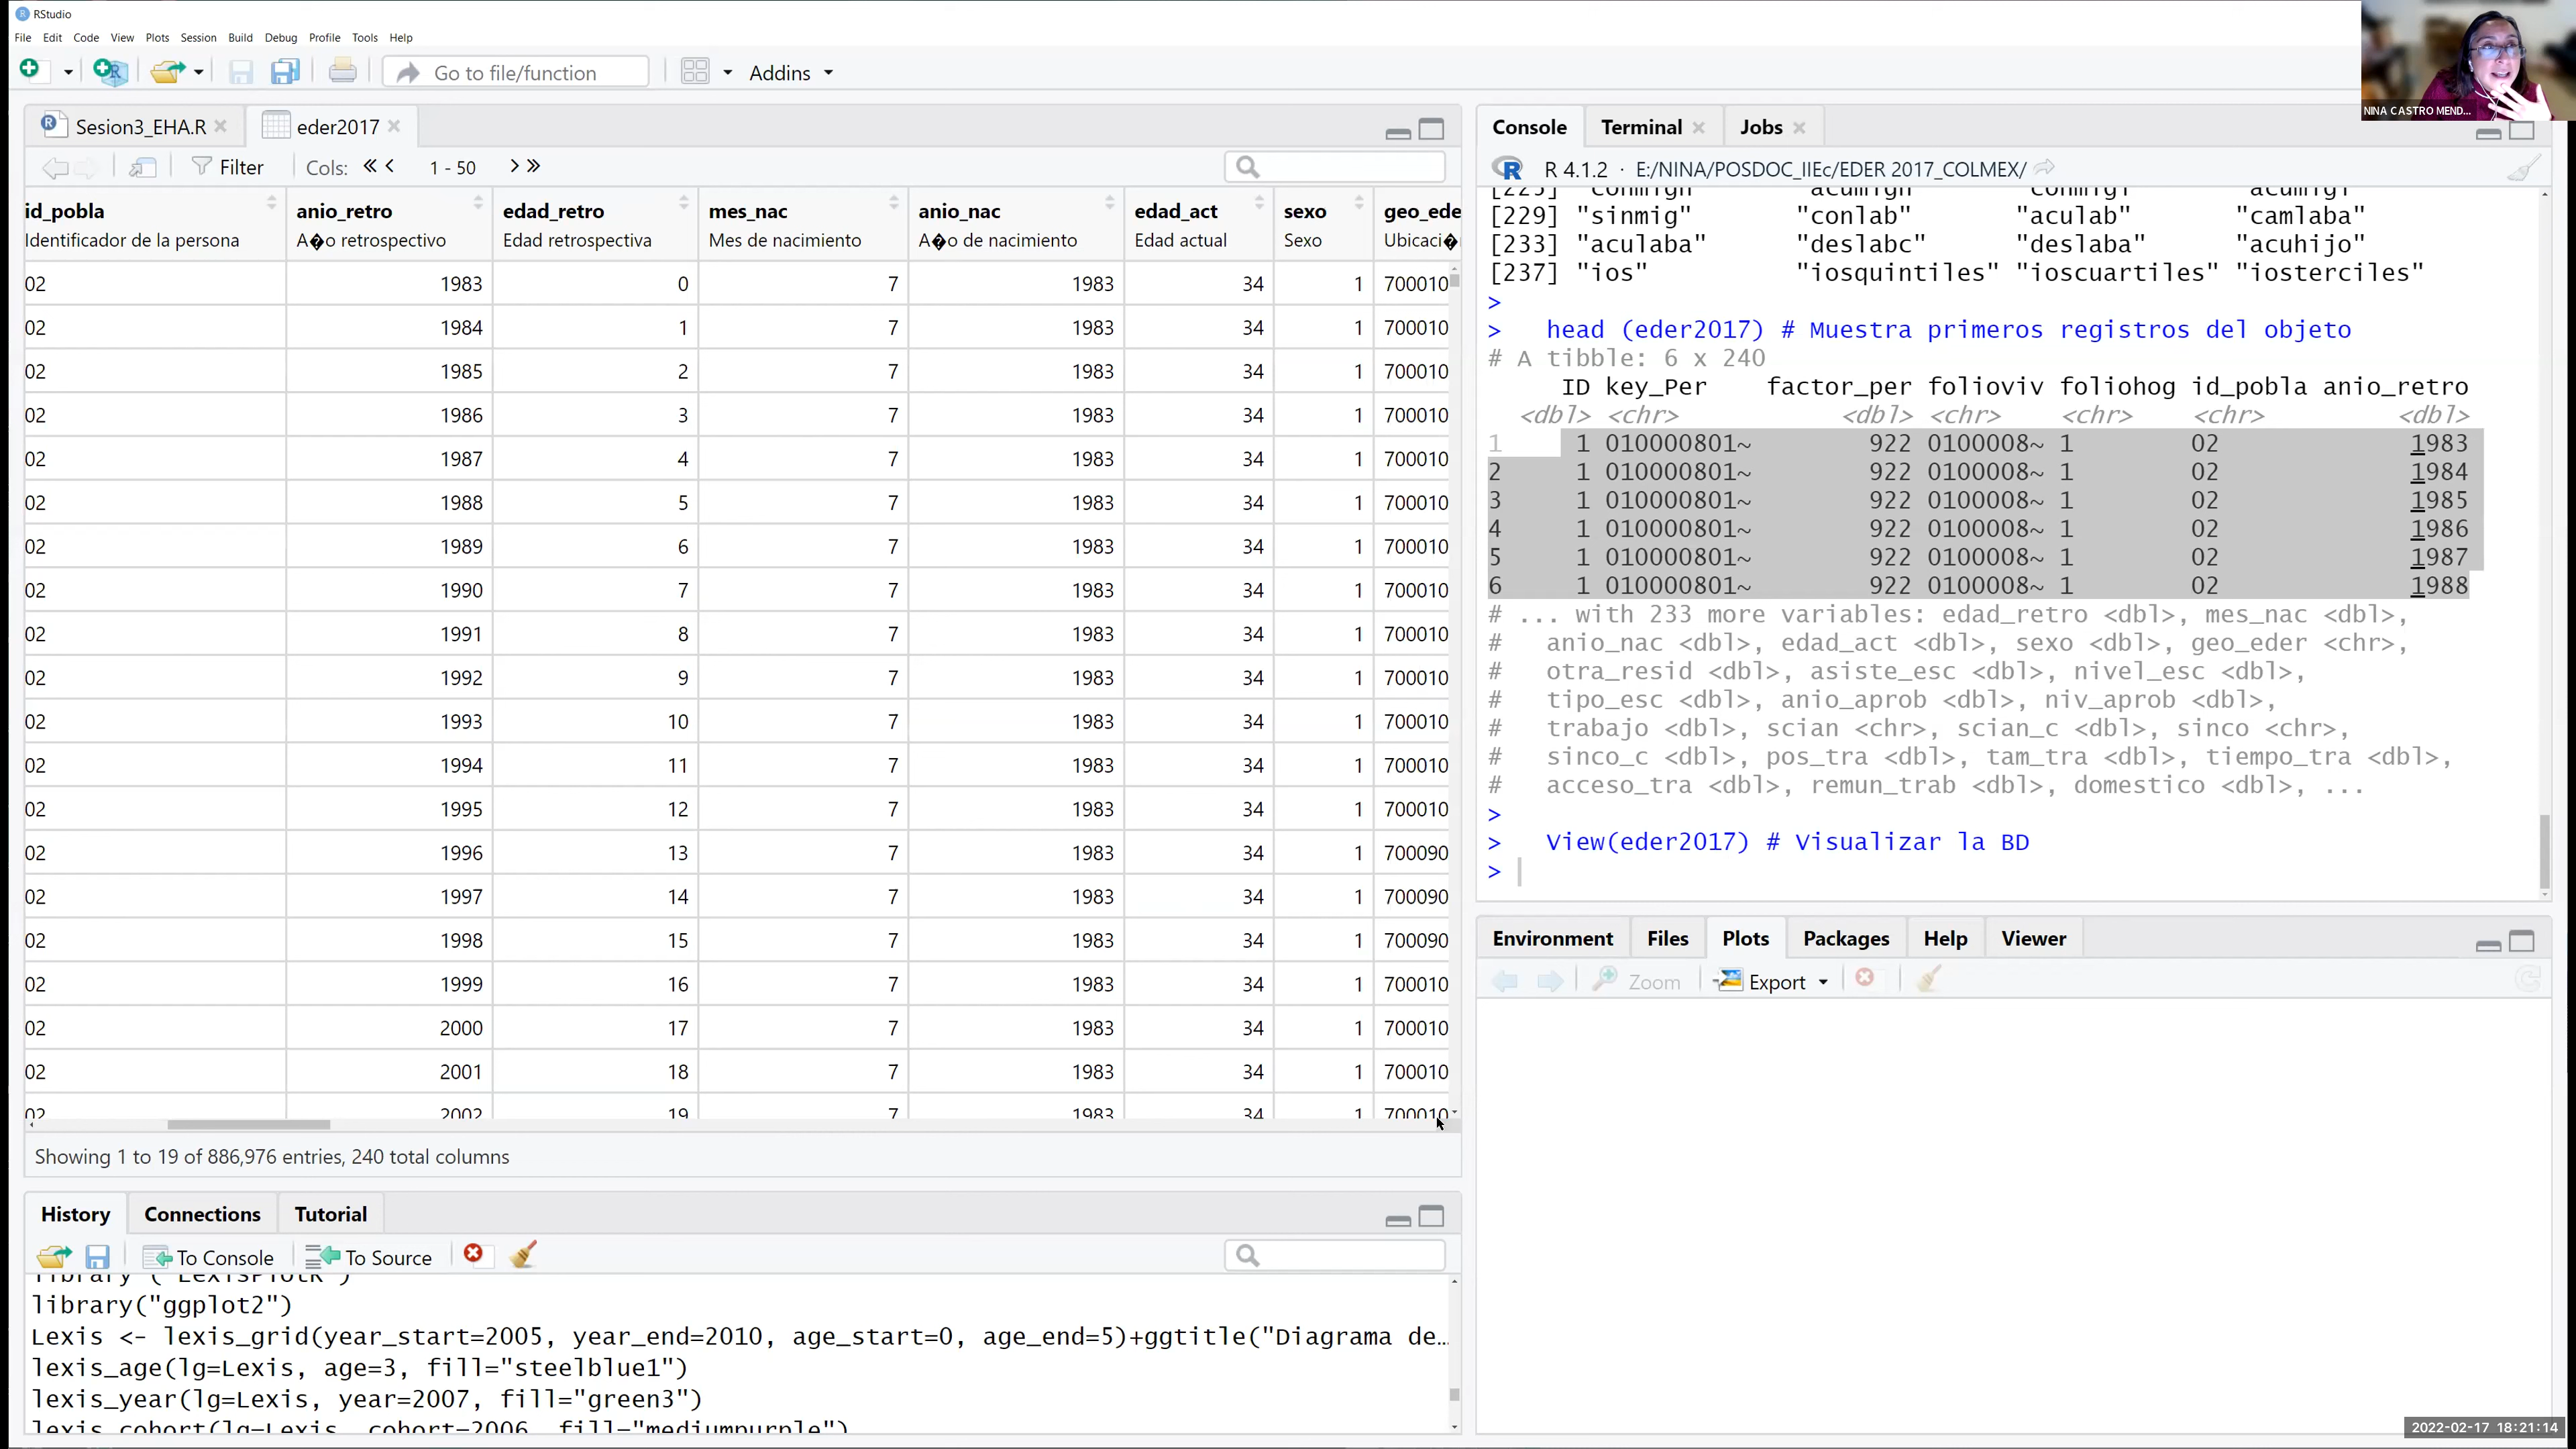 RStudio
File Edit Code View Plots Session Build Debug Profile Tools Help
Go to file/function Addins
NINA CASTRO MEND...
Sesion3_EHA.R eder2017
Filter Cols: 1 - 50
id_pobla anio_retro edad_retro mes_nac anio_nac edad_act sexo geo_ede
Identificador de la persona A�o retrospectivo Edad retrospectiva Mes de nacimiento A�o de nacimiento Edad actual Sexo Ubicaci�
02 1983 0 7 1983 34 1 700010
02 1984 1 7 1983 34 1 700010
02 1985 2 7 1983 34 1 700010
02 1986 3 7 1983 34 1 700010
02 1987 4 7 1983 34 1 700010
02 1988 5 7 1983 34 1 700010
02 1989 6 7 1983 34 1 700010
02 1990 7 7 1983 34 1 700010
02 1991 8 7 1983 34 1 700010
02 1992 9 7 1983 34 1 700010
02 1993 10 7 1983 34 1 700010
02 1994 11 7 1983 34 1 700010
02 1995 12 7 1983 34 1 700010
02 1996 13 7 1983 34 1 700090
02 1997 14 7 1983 34 1 700090
02 1998 15 7 1983 34 1 700090
02 1999 16 7 1983 34 1 700010
02 2000 17 7 1983 34 1 700010
02 2001 18 7 1983 34 1 700010
02 2002 19 7 1983 34 1 700010
Showing 1 to 19 of 886,976 entries, 240 total columns
History Connections Tutorial
To Console To Source
library("ggplot2")
Lexis <- lexis_grid(year_start=2005, year_end=2010, age_start=0, age_end=5)+ggtitle("Diagrama de...
lexis_age(lg=Lexis, age=3, fill="steelblue1")
lexis_year(lg=Lexis, year=2007, fill="green3")
lexis_cohort(lg=Lexis, cohort=2006, fill="mediumpurple")
Console Terminal Jobs
R 4.1.2 · E:/NINA/POSDOC_IIEc/EDER 2017_COLMEX/
[229] "sinmig" "conlab" "aculab" "camlaba"
[233] "aculaba" "deslabc" "deslaba" "acuhijo"
[237] "ios" "iosquintiles" "ioscuartiles" "iosterciles"
>
> head (eder2017) # Muestra primeros registros del objeto
# A tibble: 6 x 240
ID key_Per factor_per folioviv foliohog id_pobla anio_retro
<dbl> <chr> <dbl> <chr> <chr> <chr> <dbl>
1 1 010000801~ 922 0100008~ 1 02 1983
2 1 010000801~ 922 0100008~ 1 02 1984
3 1 010000801~ 922 0100008~ 1 02 1985
4 1 010000801~ 922 0100008~ 1 02 1986
5 1 010000801~ 922 0100008~ 1 02 1987
6 1 010000801~ 922 0100008~ 1 02 1988
# ... with 233 more variables: edad_retro <dbl>, mes_nac <dbl>,
# anio_nac <dbl>, edad_act <dbl>, sexo <dbl>, geo_eder <chr>,
# otra_resid <dbl>, asiste_esc <dbl>, nivel_esc <dbl>,
# tipo_esc <dbl>, anio_aprob <dbl>, niv_aprob <dbl>,
# trabajo <dbl>, scian <chr>, scian_c <dbl>, sinco <chr>,
# sinco_c <dbl>, pos_tra <dbl>, tam_tra <dbl>, tiempo_tra <dbl>,
# acceso_tra <dbl>, remun_trab <dbl>, domestico <dbl>, ...
>
> View(eder2017) # Visualizar la BD
>
Environment Files Plots Packages Help Viewer
Zoom Export
2022-02-17 18:21:14